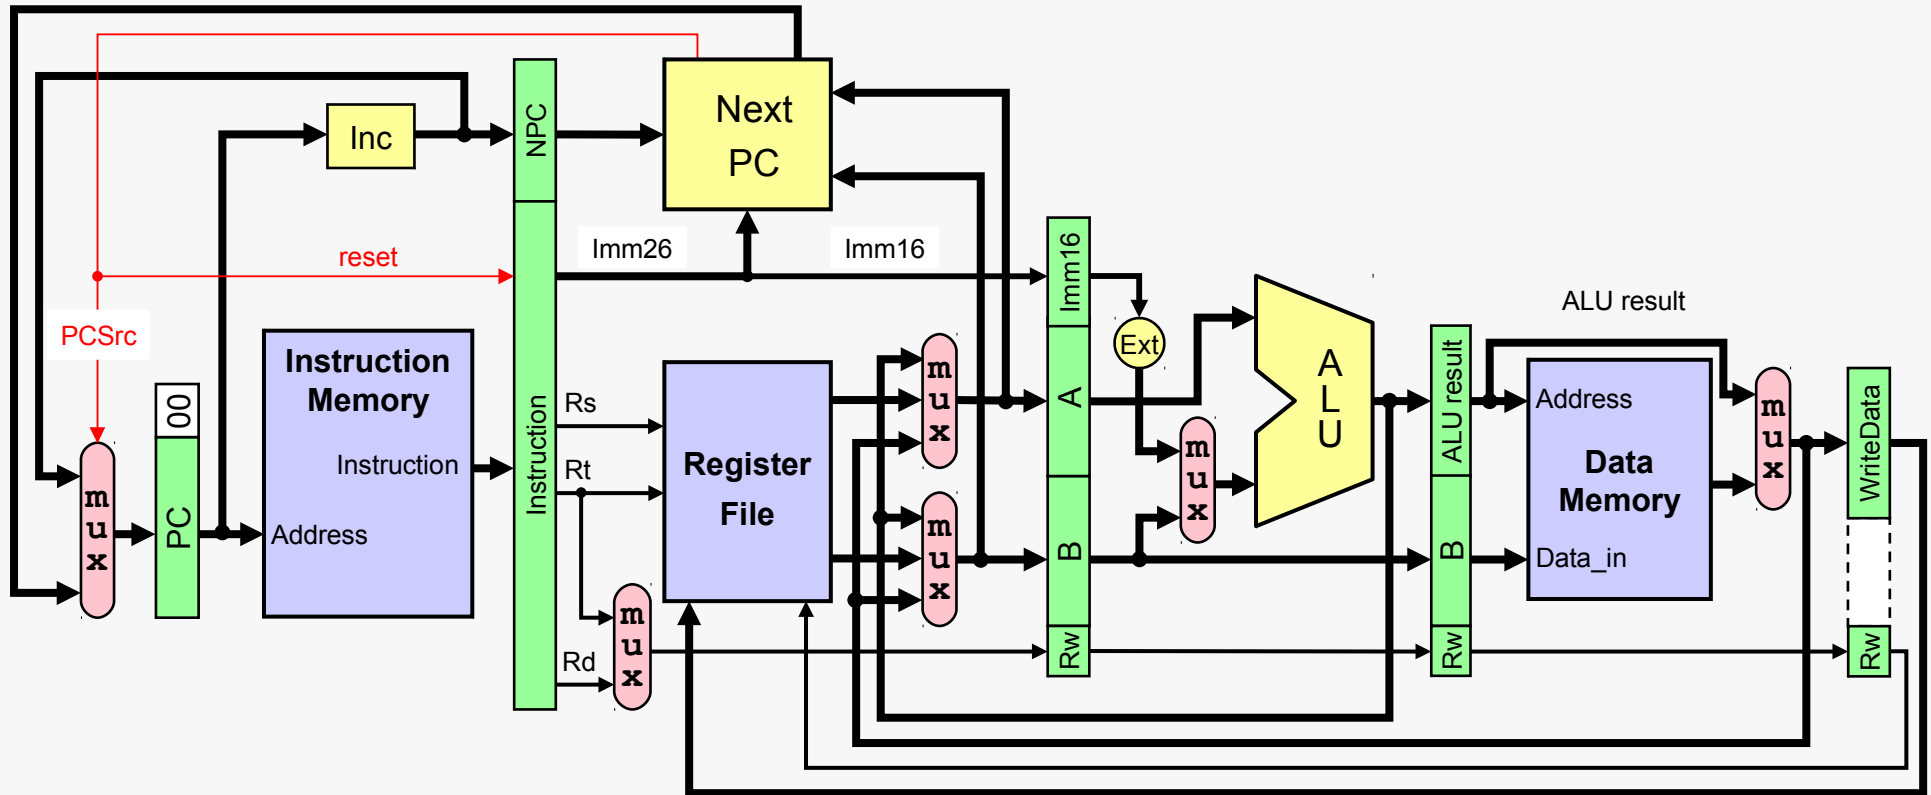 Next
PC
Inc
NPC
Imm26
Imm16
reset
PCSrc
Imm16
ALU result
Ext
Instruction
Memory
Instruction
Address
00
PC
mux
Instruction
Rs
Rt
Rd
mux
Register
File
mux
mux
A
B
Rw
mux
ALU
ALU result
B
Rw
Address
Data
Memory
Data_in
mux
WriteData
Rw